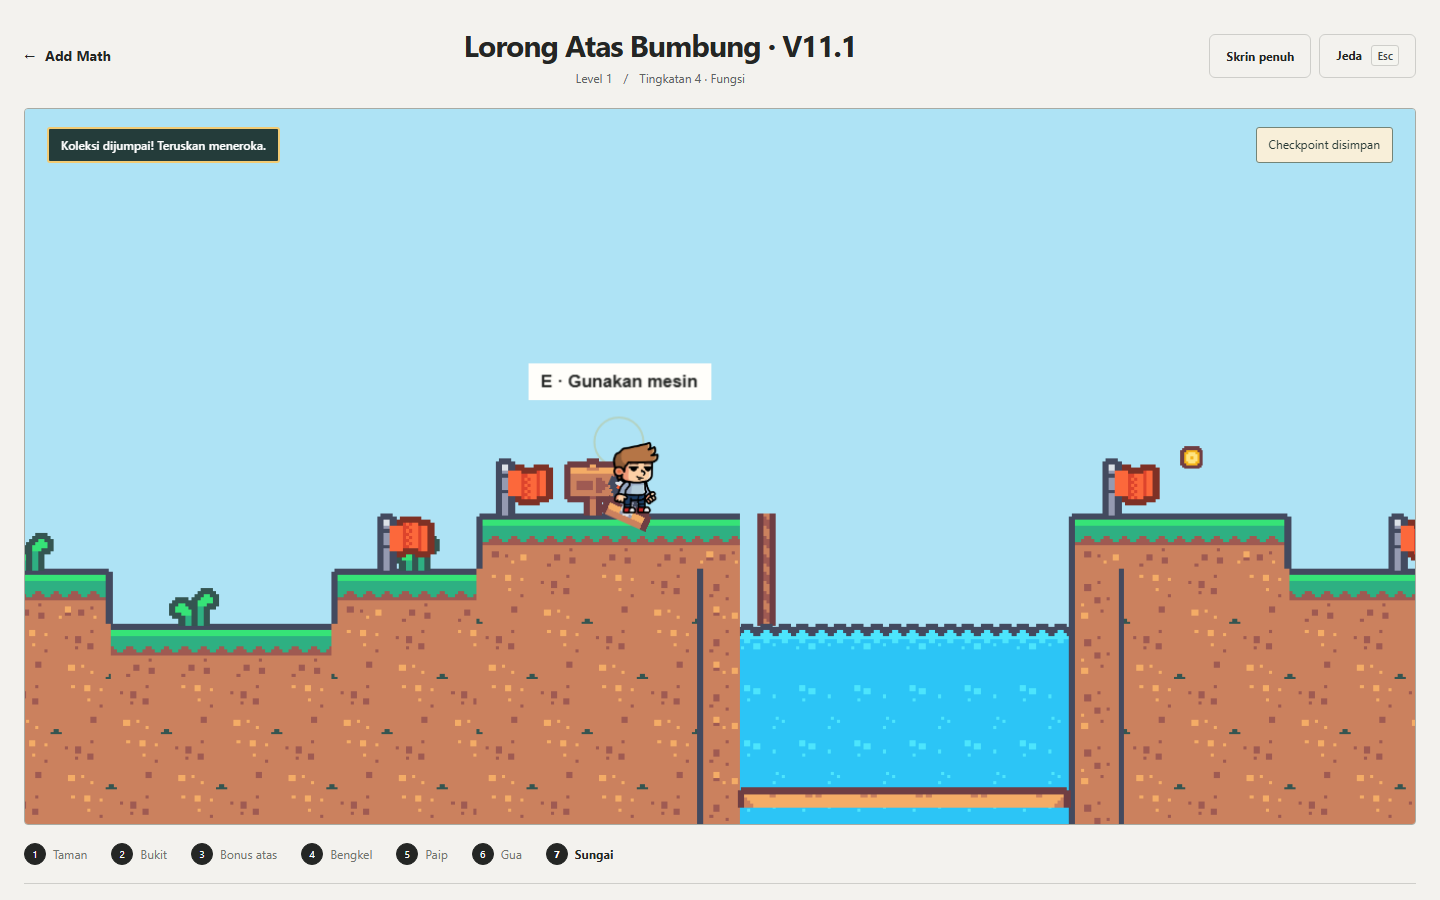 ← Add Math
Lorong Atas Bumbung · V11.1
Level 1 / Tingkatan 4 · Fungsi
Skrin penuh
Jeda Esc
Koleksi dijumpai! Teruskan meneroka.
Checkpoint disimpan
E · Gunakan mesin
1 Taman
2 Bukit
3 Bonus atas
4 Bengkel
5 Paip
6 Gua
7 Sungai